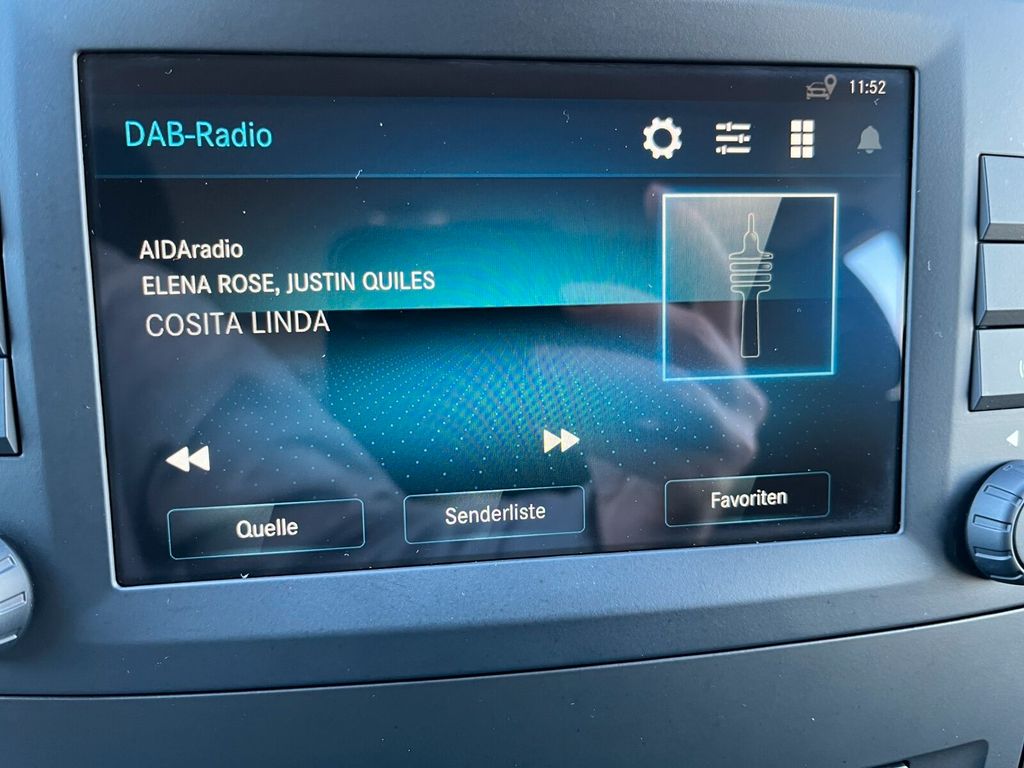 11:52
DAB-Radio
AIDAradio
ELENA ROSE, JUSTIN QUILES
COSITA LINDA
Quelle
Senderliste
Favoriten